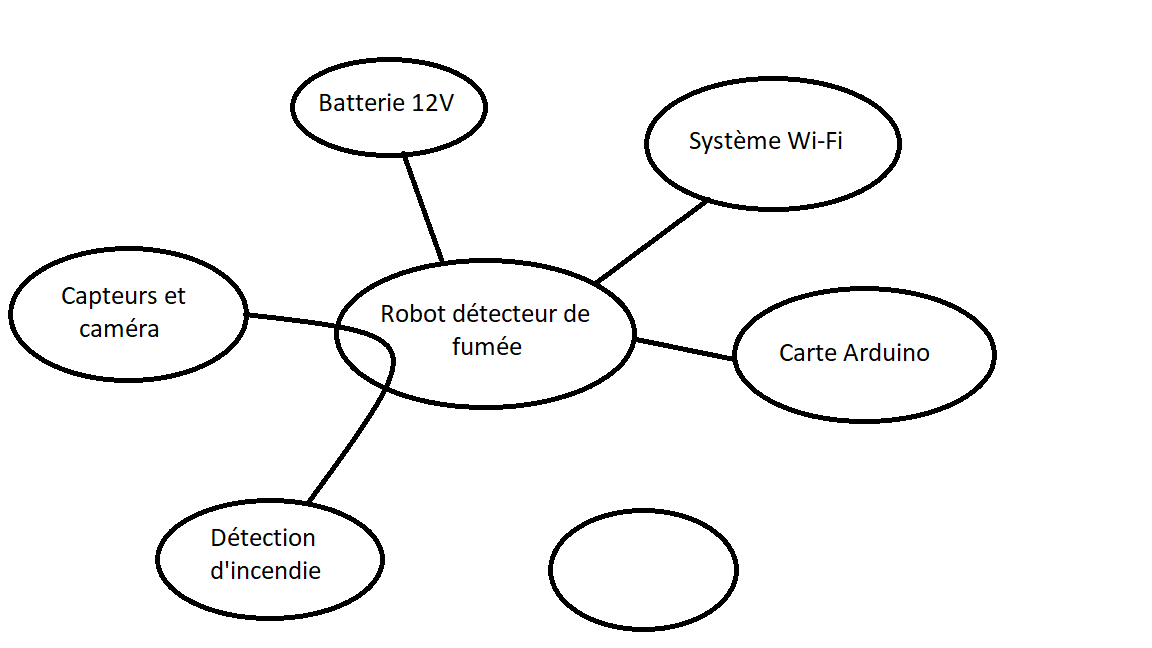 Batterie 12V
Système Wi-Fi
Capteurs et
caméra
Robot détecteur de
fumée
Carte Arduino
Détection
d'incendie